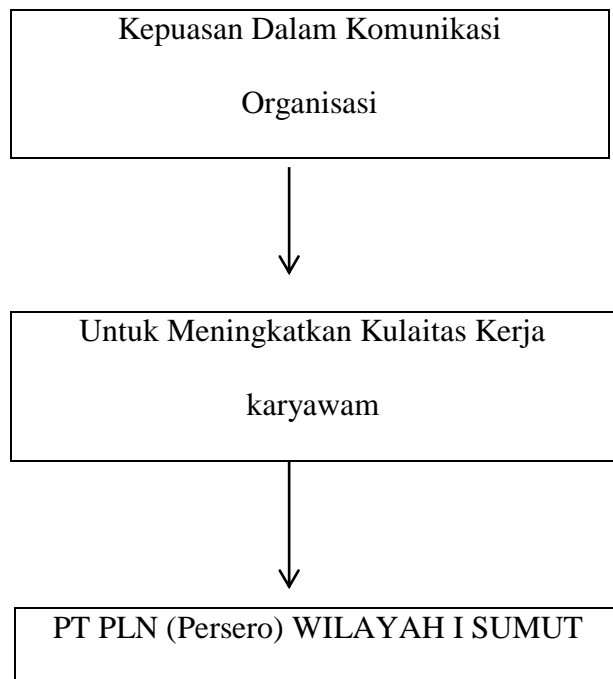 Kepuasan Dalam Komunikasi
Organisasi
Untuk Meningkatkan Kulaitas Kerja
karyawam
PT PLN (Persero) WILAYAH I SUMUT